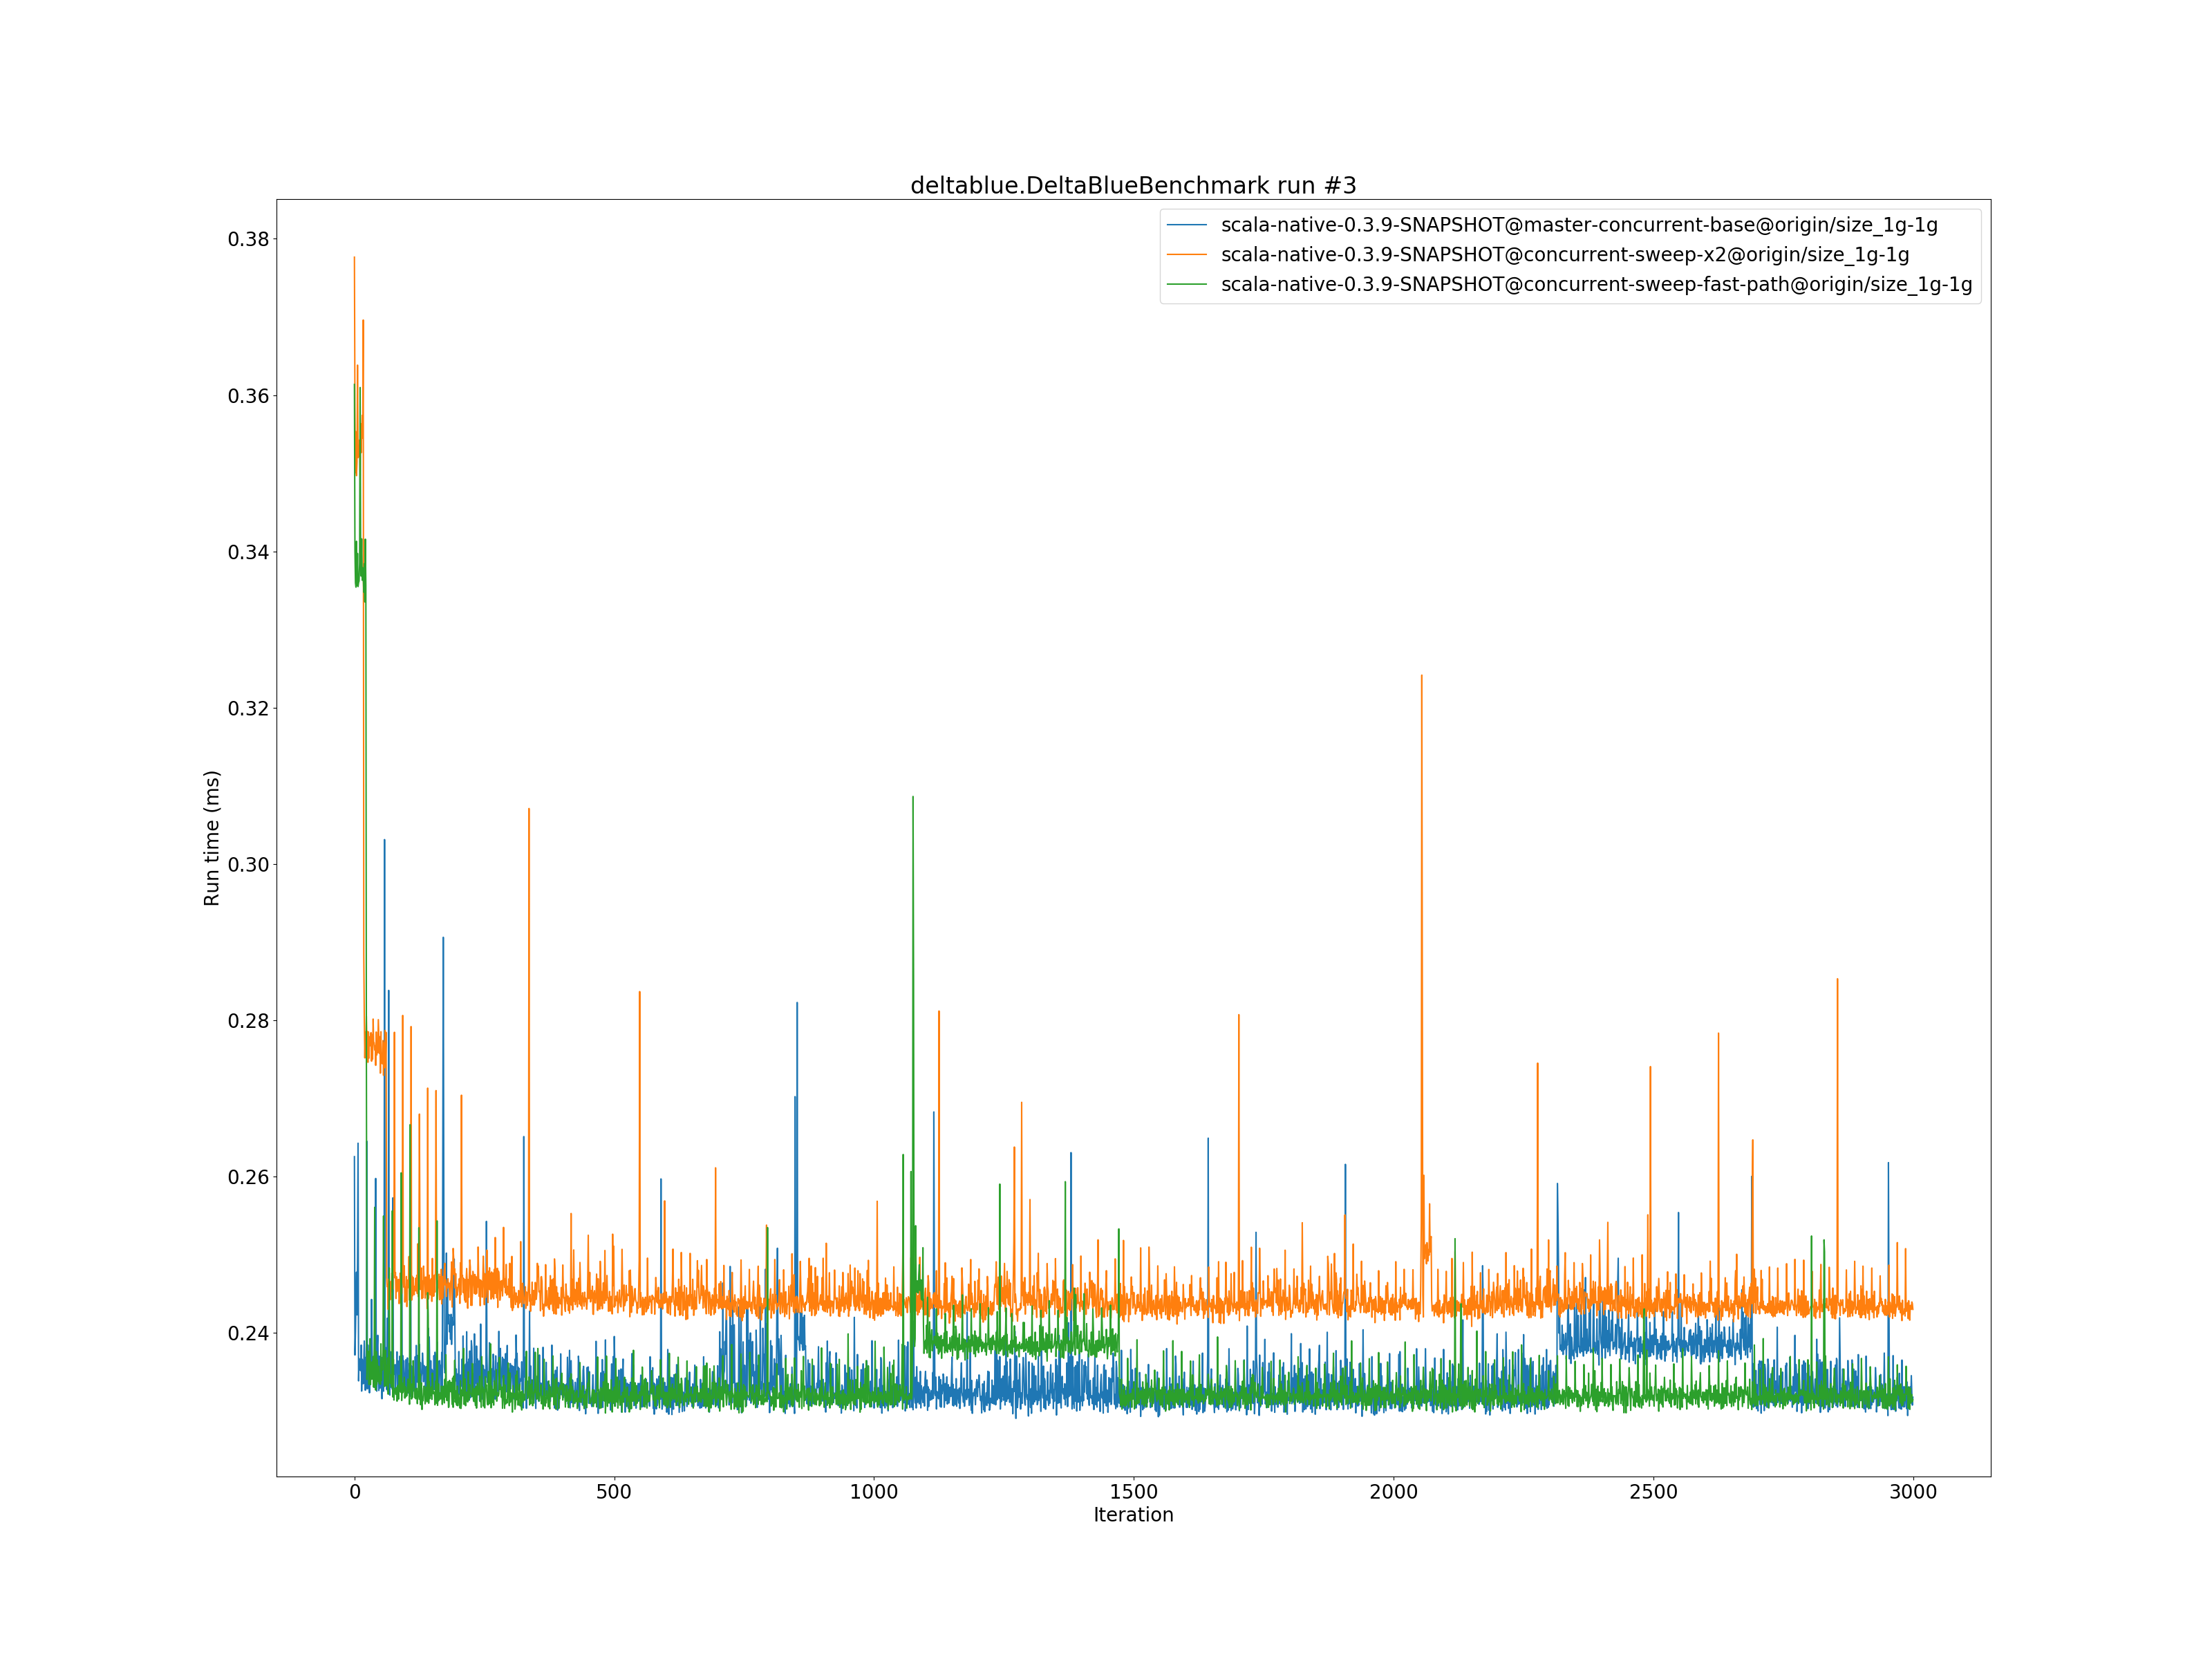 deltablue.DeltaBlueBenchmark run #3
scala-native-0.3.9-SNAPSHOT@master-concurrent-base@origin/size_1g-1g
scala-native-0.3.9-SNAPSHOT@concurrent-sweep-x2@origin/size_1g-1g
scala-native-0.3.9-SNAPSHOT@concurrent-sweep-fast-path@origin/size_1g-1g
Run time (ms)
0.38
0.36
0.34
0.32
0.30
0.28
0.26
0.24
0 500 1000 1500 2000 2500 3000
Iteration